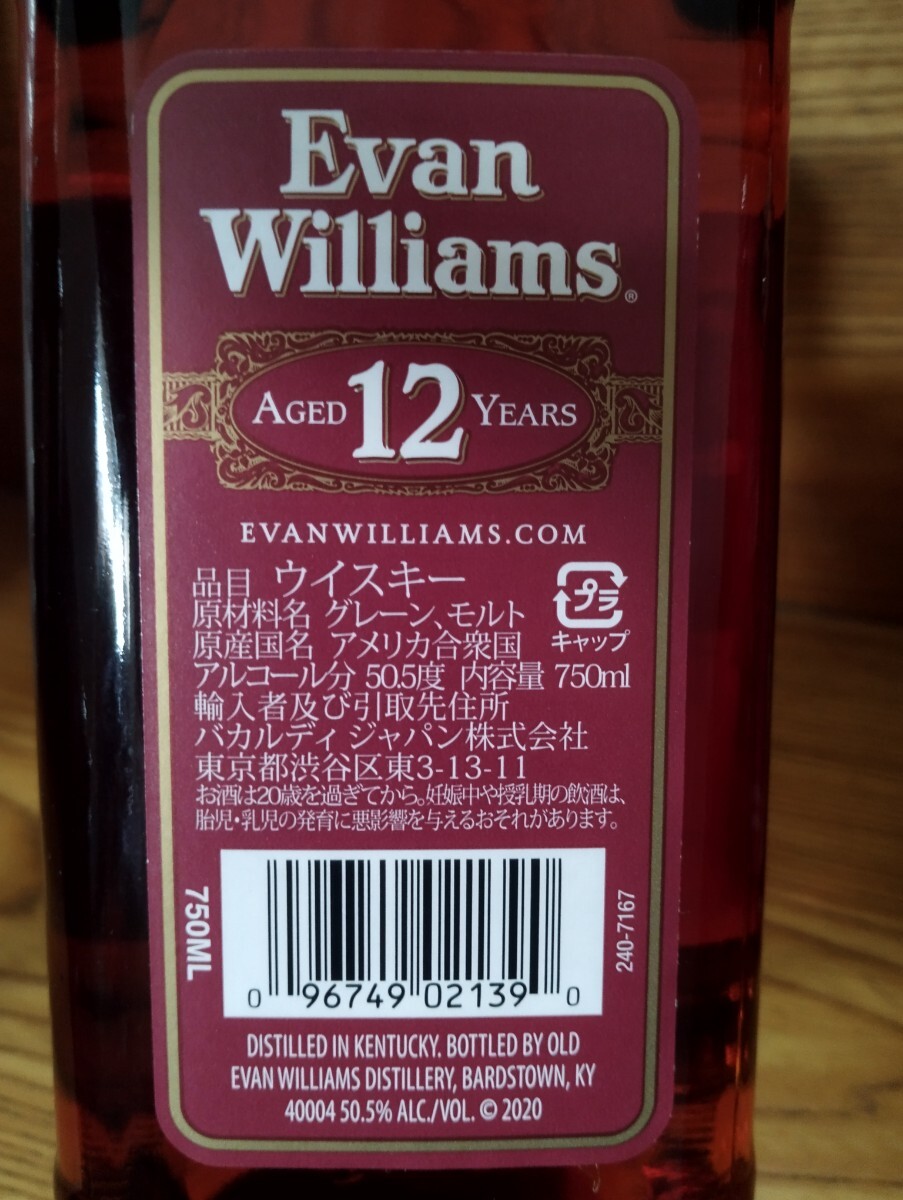 Evan
Williams®
AGED 12 YEARS
EVANWILLIAMS.COM
品目 ウイスキー
原材料名 グレーン、モルト
プラ
原産国名 アメリカ合衆国
キャップ
アルコール分 50.5度 内容量 750ml
輸入者及び引取先住所
バカルディ ジャパン株式会社
東京都渋谷区東3-13-11
お酒は20歳を過ぎてから。妊娠中や授乳期の飲酒は、
胎児・乳児の発育に悪影響を与えるおそれがあります。
750ML
0 96749 02139 0
240-7167
DISTILLED IN KENTUCKY. BOTTLED BY OLD
EVAN WILLIAMS DISTILLERY, BARDSTOWN, KY
40004 50.5% ALC./VOL. © 2020